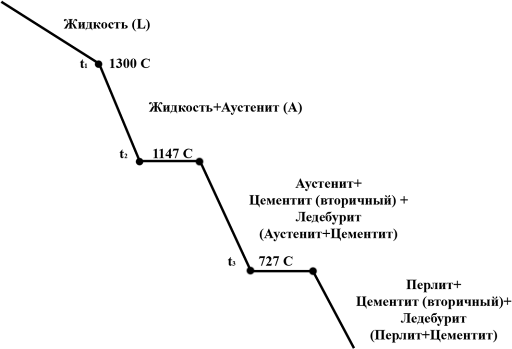 Жидкость (L)
t₁ 1300 C
Жидкость+Аустенит (А)
t₂ 1147 C
Аустенит+
Цементит (вторичный) +
Ледебурит
(Аустенит+Цементит)
t₃ 727 C
Перлит+
Цементит (вторичный)+
Ледебурит
(Перлит+Цементит)